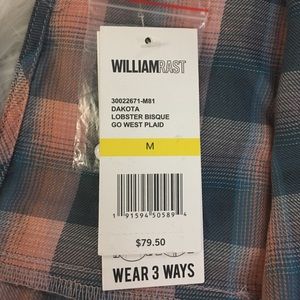 WILLIAMRAST
30022671-M81
DAKOTA
LOBSTER BISQUE
GO WEST PLAID
M
1 91594 50589 4
$79.50
WEAR 3 WAYS